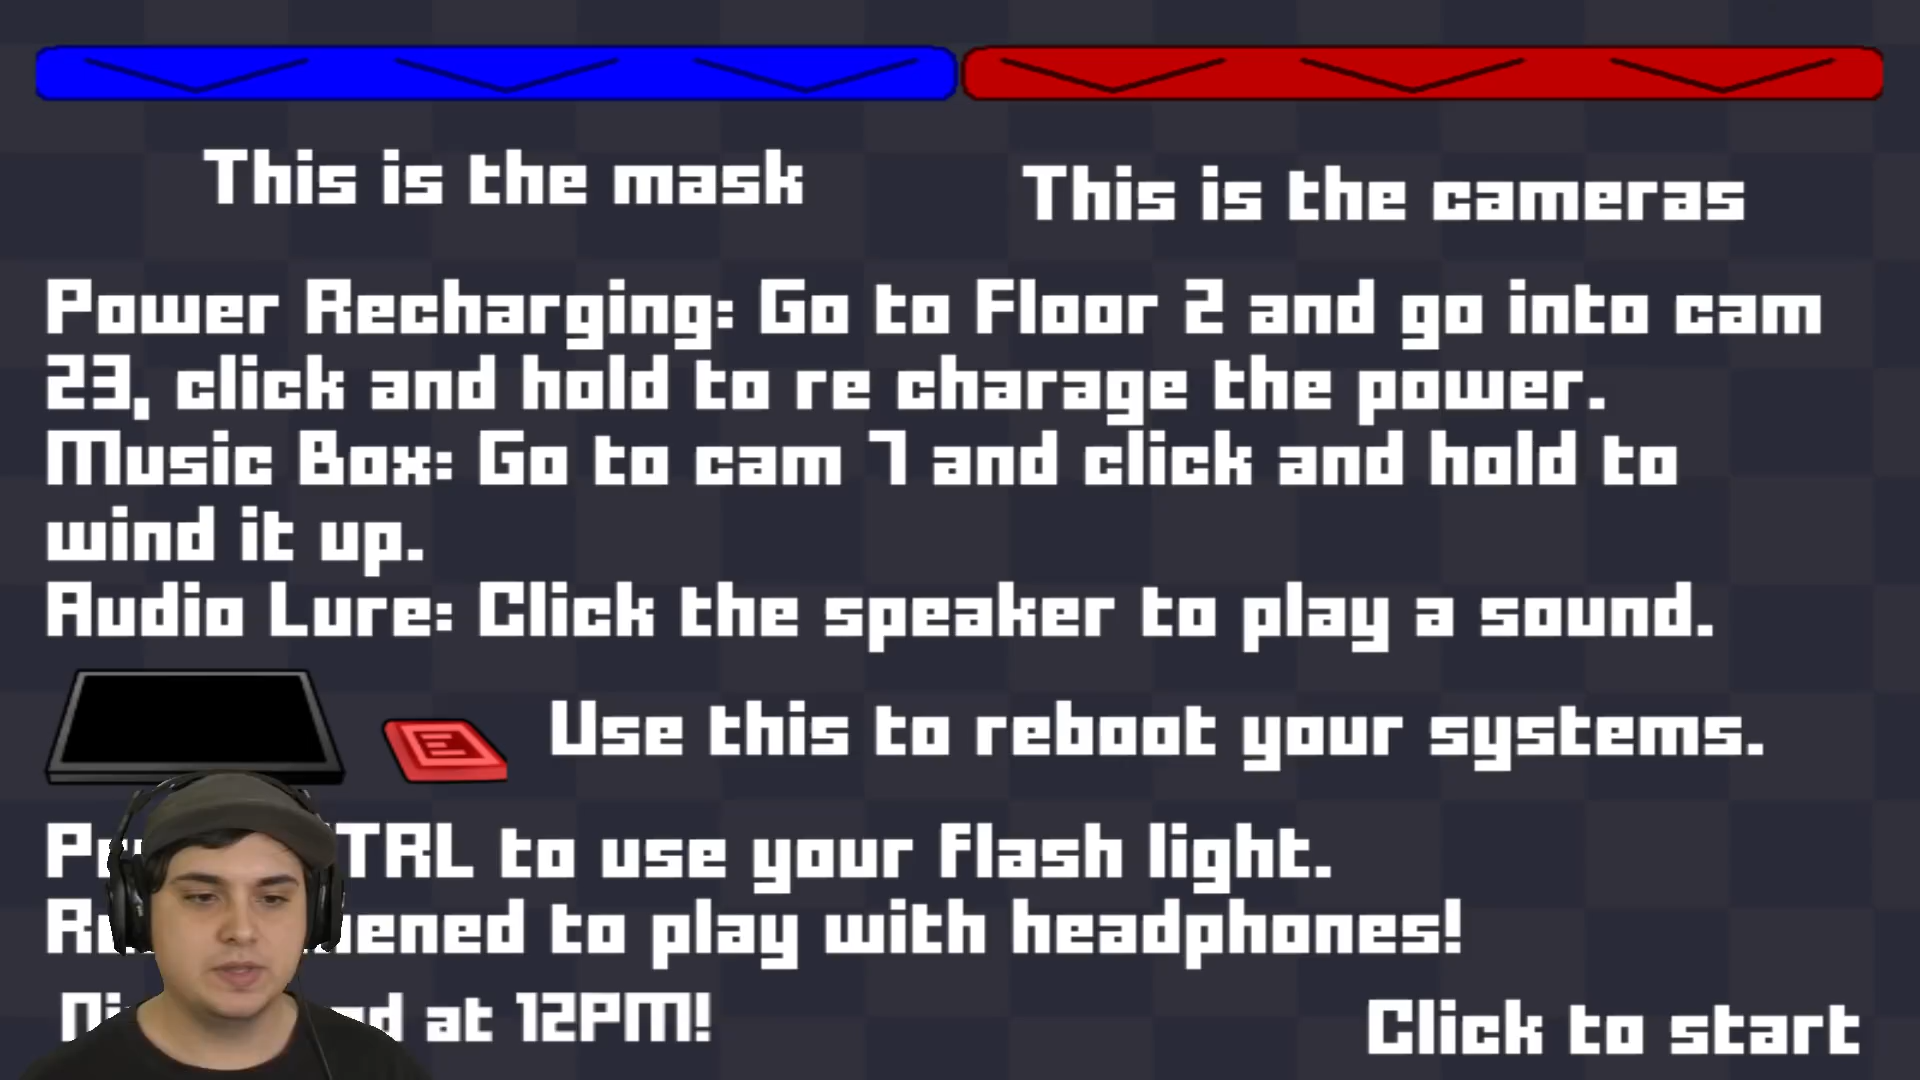 This is the mask
This is the cameras
Power Recharging: Go to Floor 2 and go into cam
23, click and hold to re charage the power.
Music Box: Go to cam 7 and click and hold to
wind it up.
Audio Lure: Click the speaker to play a sound.
E
Use this to reboot your systems.
to use your flash light.
to play with headphones!
at 12PM!
Click to start